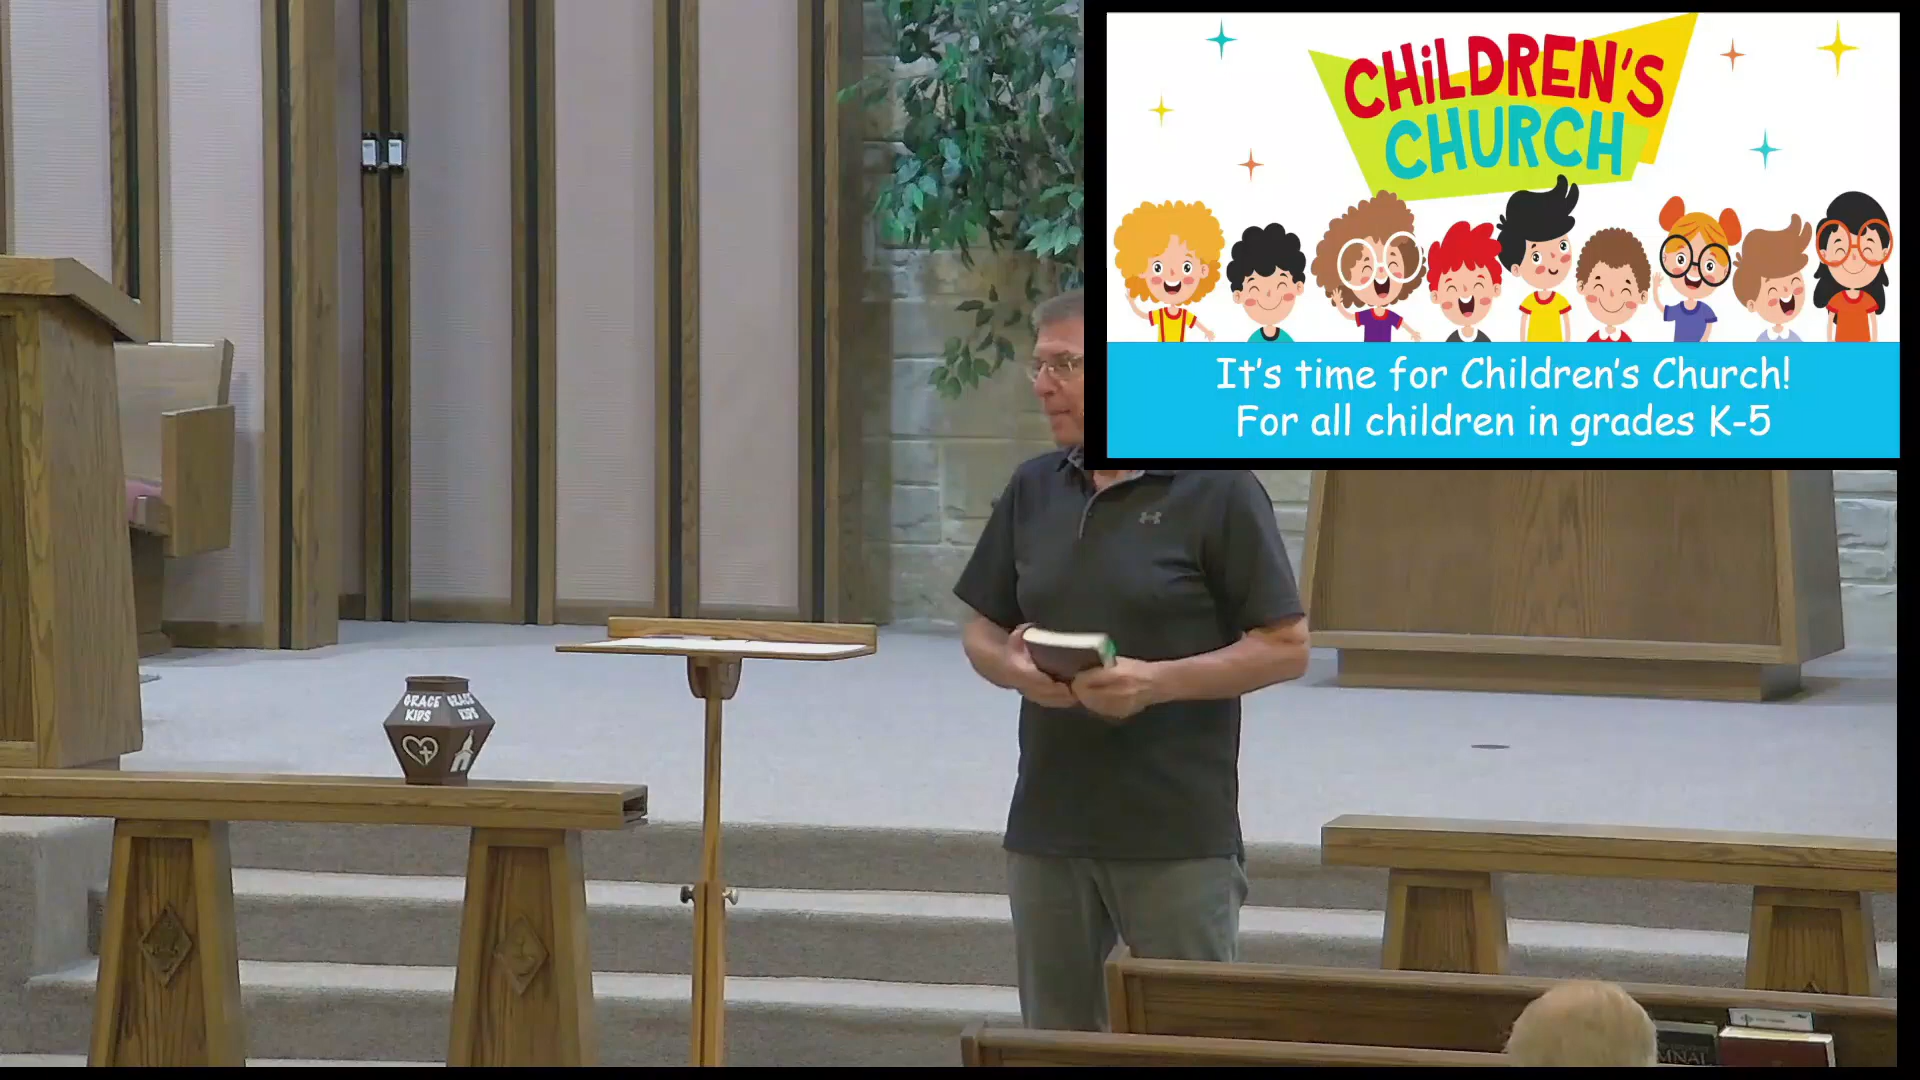 CHiLDREN'S
CHURCH
It's time for Children's Church!
For all children in grades K-5
GRACE
KIDS
GRACE
KIDS